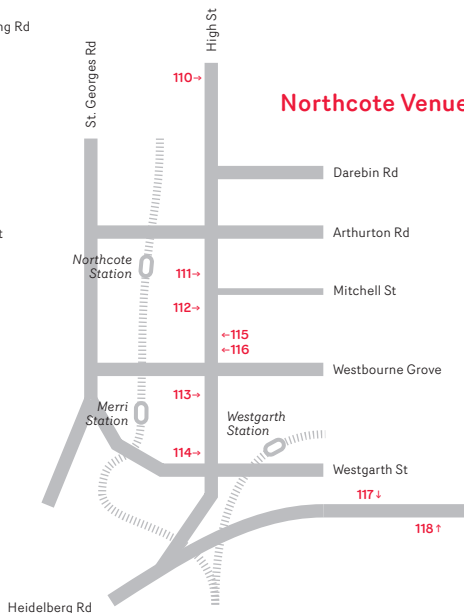 ng Rd
High St
St. Georges Rd
110→
Northcote Venue
Darebin Rd
t
Arthurton Rd
Northcote
Station
111→
Mitchell St
112→
←115
←116
Westbourne Grove
113→
Merri
Station
Westgarth
Station
114→
Westgarth St
117↓
118↑
Heidelberg Rd